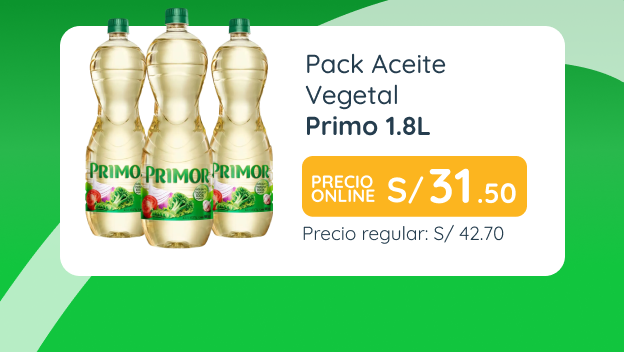 Pack Aceite
Vegetal
Primo 1.8L
PRECIO
ONLINE
S/ 31.50
Precio regular: S/ 42.70
PRIMOR
PRIMOR
PRIMOR